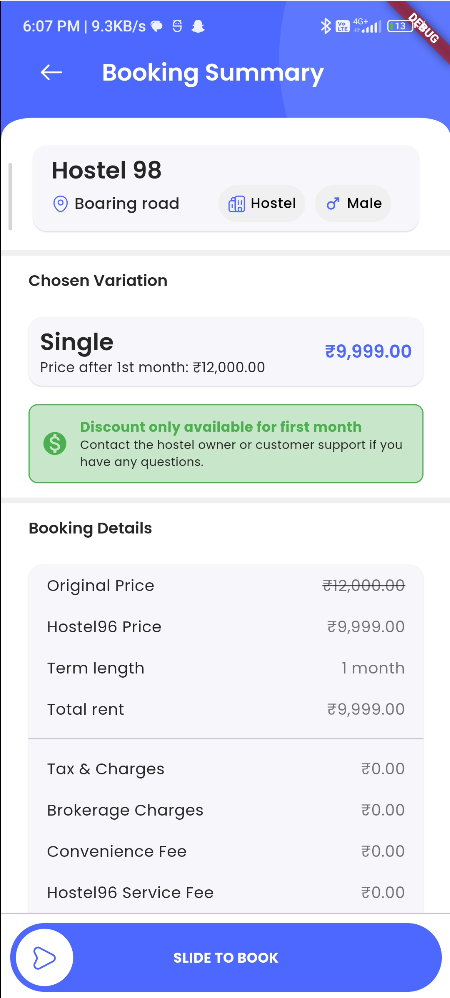 6:07 PM | 9.3KB/s
Vo LTE 4G+ 13
DEBUG
Booking Summary
Hostel 98
Boaring road
Hostel
Male
Chosen Variation
Single
₹9,999.00
Price after 1st month: ₹12,000.00
Discount only available for first month
Contact the hostel owner or customer support if you
have any questions.
Booking Details
Original Price ₹12,000.00
Hostel96 Price ₹9,999.00
Term length 1 month
Total rent ₹9,999.00
Tax & Charges ₹0.00
Brokerage Charges ₹0.00
Convenience Fee ₹0.00
Hostel96 Service Fee ₹0.00
SLIDE TO BOOK